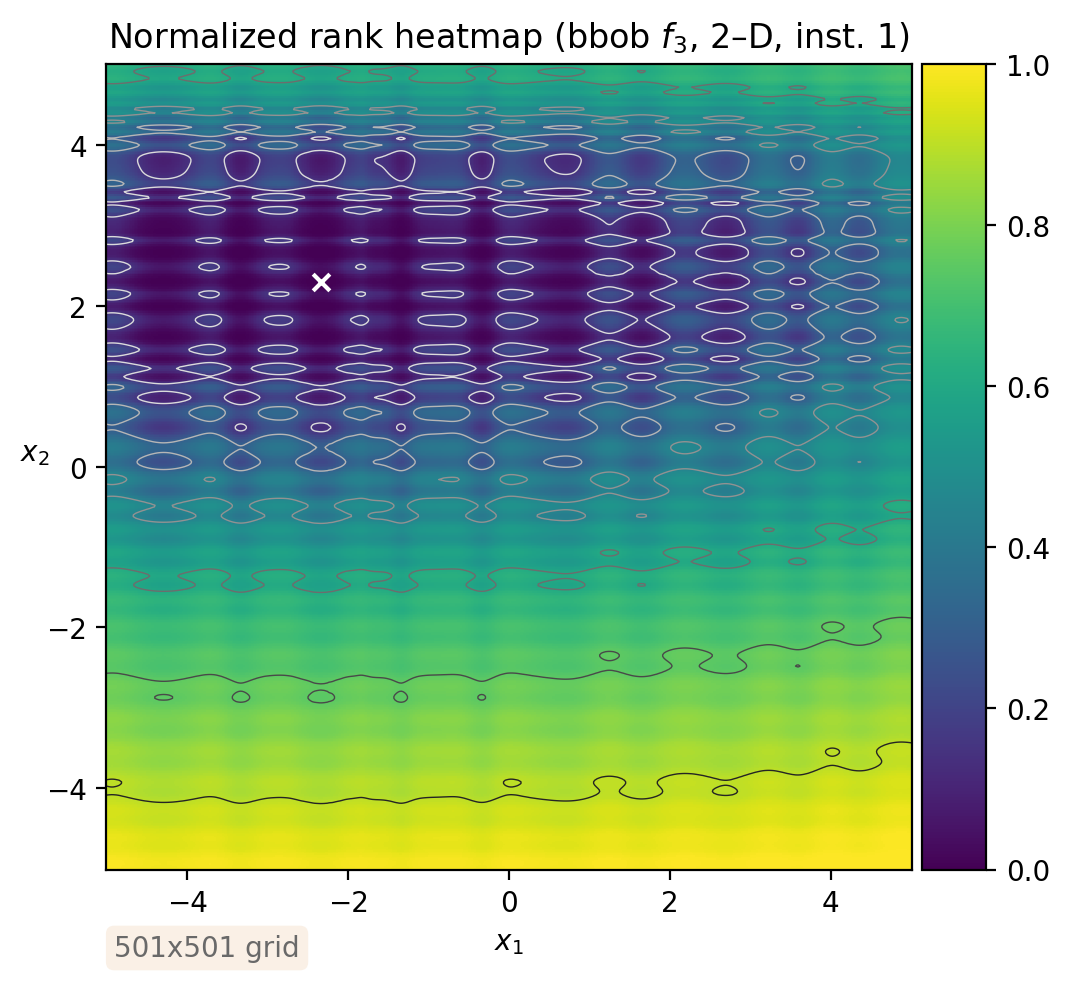 Normalized rank heatmap (bbob f₃, 2–D, inst. 1)
1.0
4
0.8
2
0.6
x₂
0
0.4
−2
0.2
−4
0.0
−4 −2 0 2 4
x₁
501x501 grid